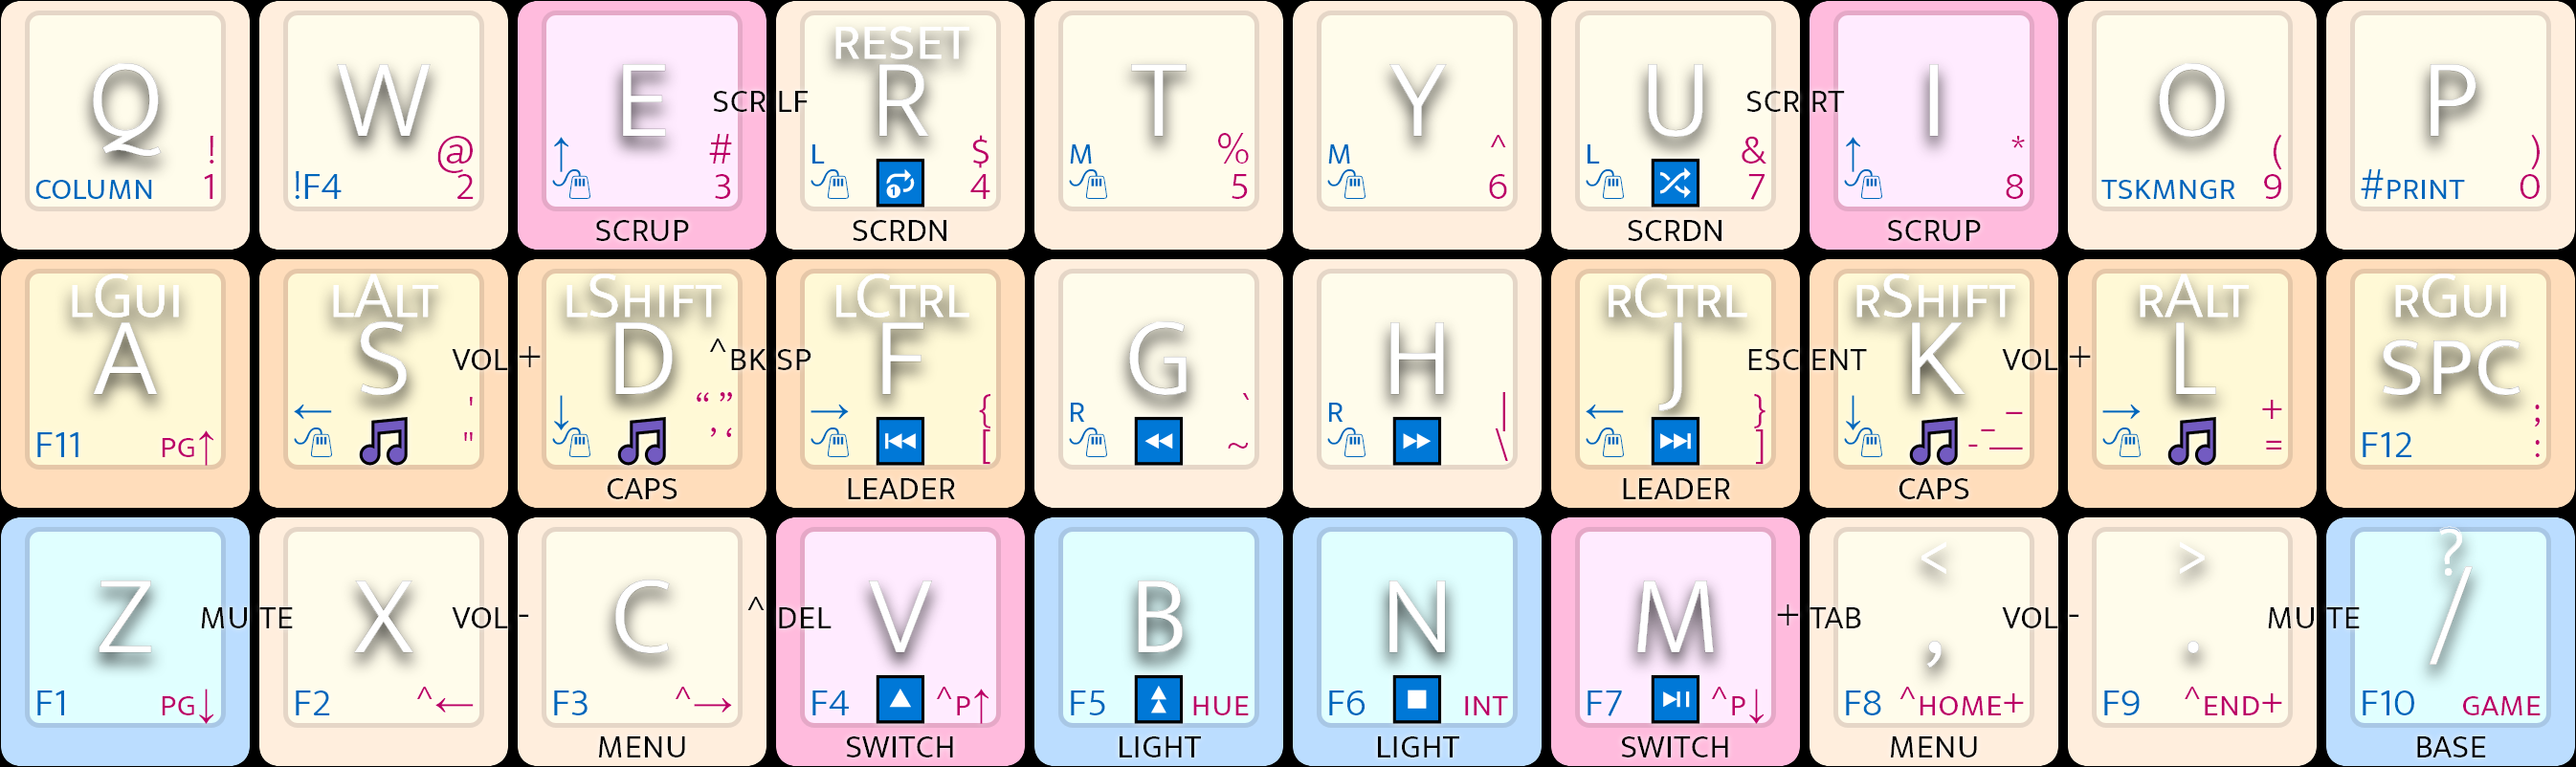 Q ! COLUMN 1
W @ !F4 2
E ↑ # 3 SCRUP
SCR LF
RESET R L $ 4 SCRDN
T M % 5
Y M ^ 6
U L & 7 SCRDN
SCR RT
I ↑ * 8 SCRUP
O ( TSKMNGR 9
P ) #PRINT 0
LGUI A F11 PG↑
LALT S ← ' "
VOL +
LSHIFT D ↓ “ ” ’ ‘ CAPS
^BK SP
LCTRL F → { [ LEADER
G R ` ~
H R | \
RCTRL J ← } ] LEADER
ESC ENT
RSHIFT K ↓ – - — CAPS
VOL +
RALT L → + =
RGUI SPC F12 ; :
Z F1 PG↓
MUTE
X F2 ^←
VOL -
C F3 ^→ MENU
^ DEL
V F4 ^P↑ SWITCH
B F5 HUE LIGHT
N F6 INT LIGHT
M F7 ^P↓ SWITCH
+ TAB
< , F8 ^HOME+ MENU
VOL -
> . F9 ^END+
MUTE
? / F10 GAME BASE